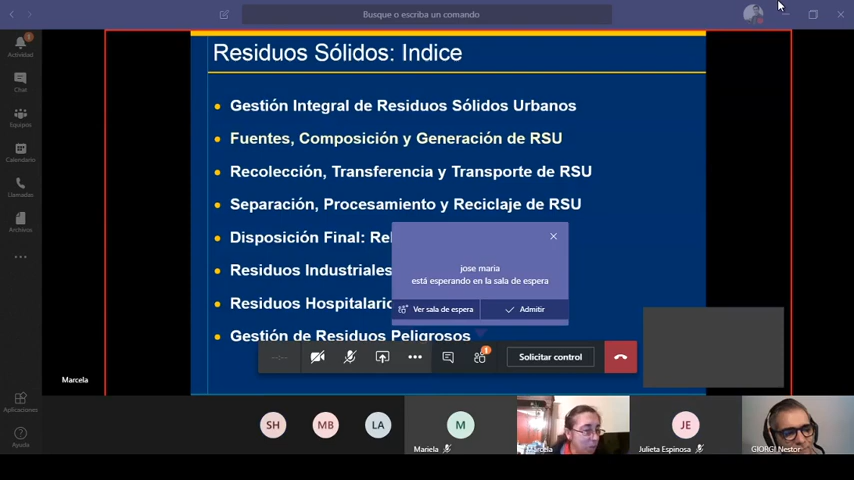 Busque o escriba un comando
Actividad
Chat
Equipos
Calendario
Llamadas
Archivos
Aplicaciones
Ayuda
Residuos Sólidos: Indice
Gestión Integral de Residuos Sólidos Urbanos
Fuentes, Composición y Generación de RSU
Recolección, Transferencia y Transporte de RSU
Separación, Procesamiento y Reciclaje de RSU
Disposición Final: Rel
Residuos Industriales
Residuos Hospitalario
Gestión de Residuos Peligrosos
jose maria
está esperando en la sala de espera
Ver sala de espera
Admitir
--:--
Solicitar control
Marcela
SH
MB
LA
M
Mariela
Marcela
JE
Julieta Espinosa
GIORGI Nestor